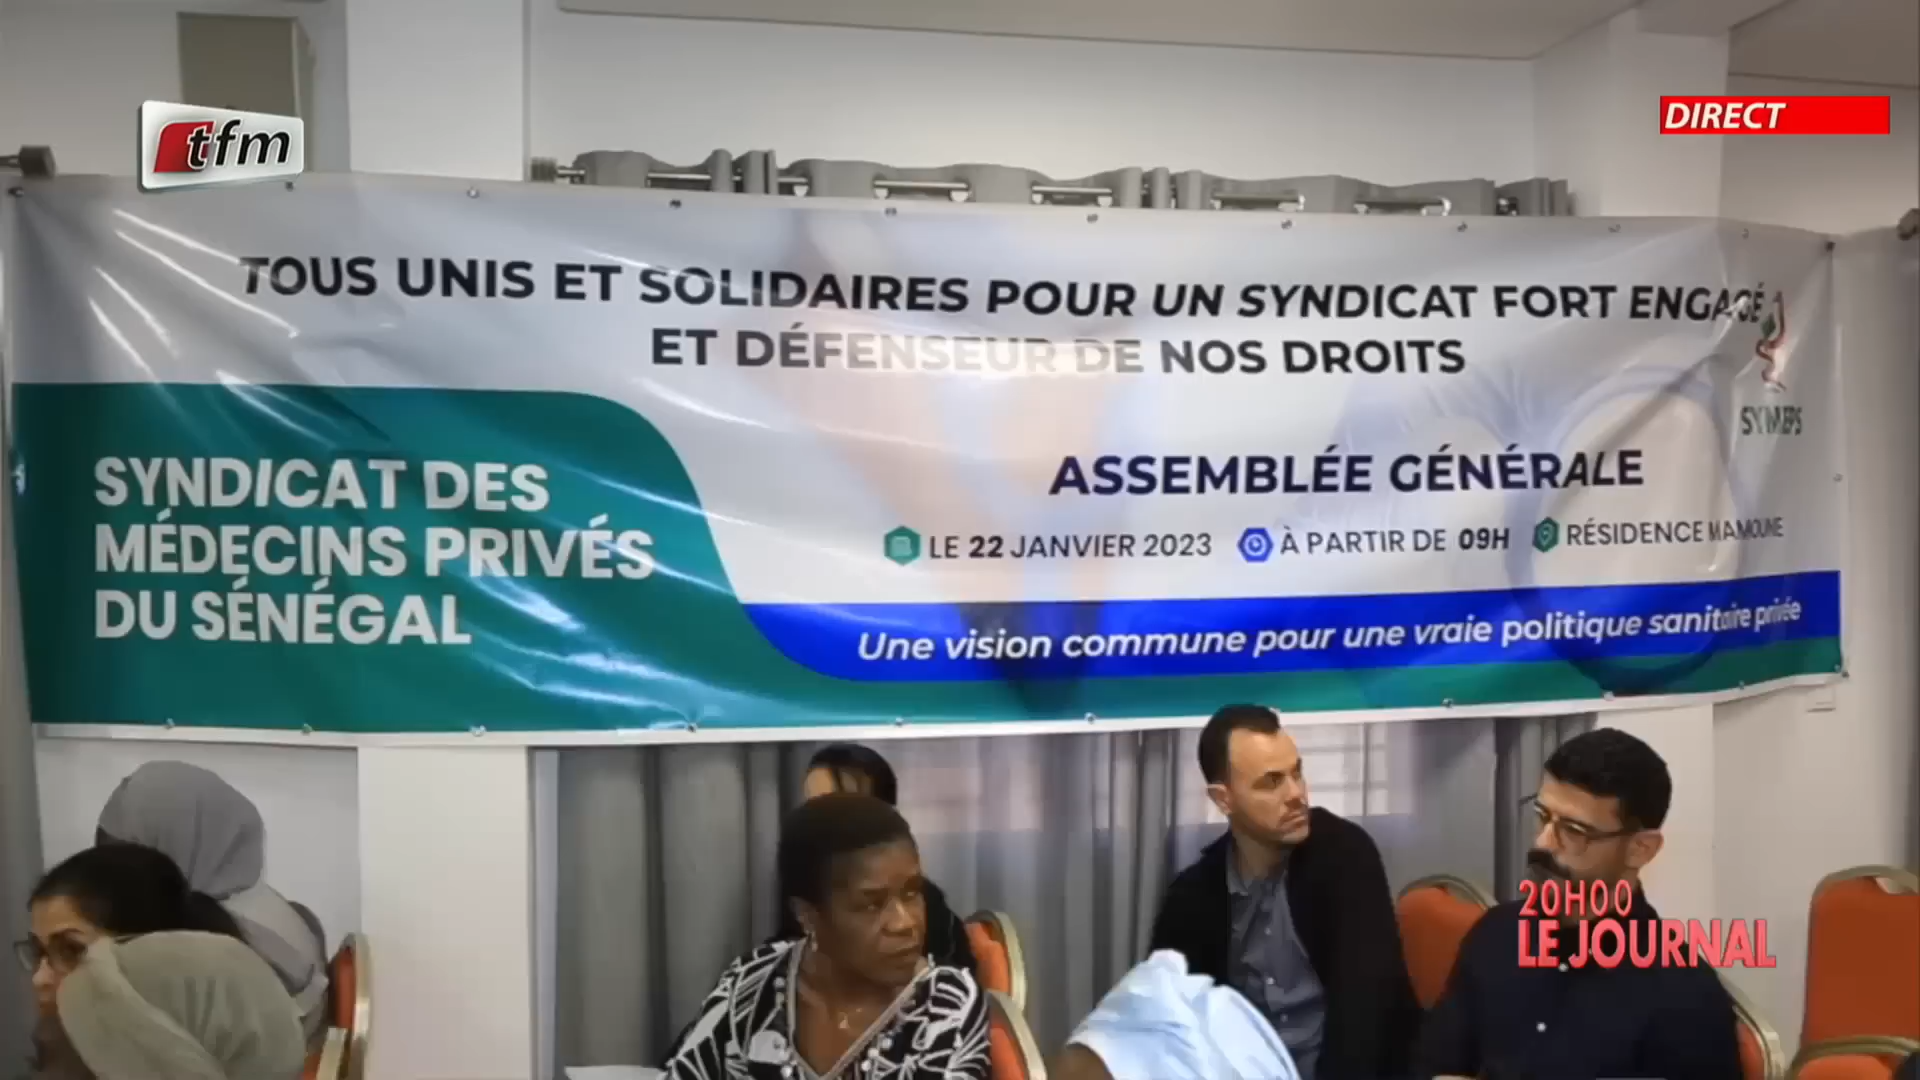 tfm
DIRECT
TOUS UNIS ET SOLIDAIRES POUR UN SYNDICAT FORT ENGAGÉ
ET DÉFENSEUR DE NOS DROITS
SYMEPS
SYNDICAT DES
MÉDECINS PRIVÉS
DU SÉNÉGAL
ASSEMBLÉE GÉNÉRALE
LE 22 JANVIER 2023 À PARTIR DE 09H RÉSIDENCE MAMOUNE
Une vision commune pour une vraie politique sanitaire privée
20H00
LE JOURNAL